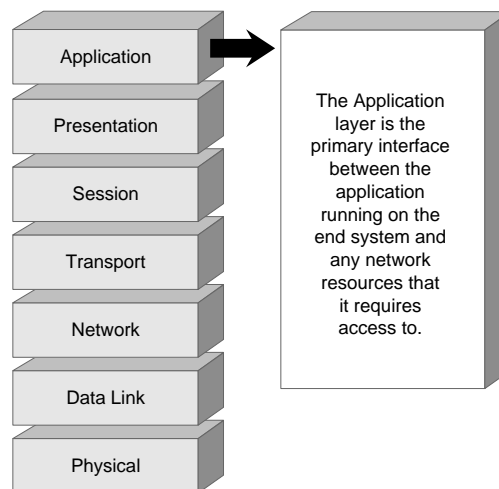 Application
Presentation
Session
Transport
Network
Data Link
Physical
The Application
layer is the
primary interface
between the
application
running on the
end system and
any network
resources that
it requires
access to.